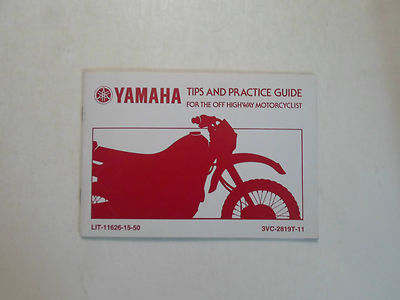 YAMAHA TIPS AND PRACTICE GUIDE
FOR THE OFF HIGHWAY MOTORCYCLIST
LIT-11626-15-50 3VC-2819T-11